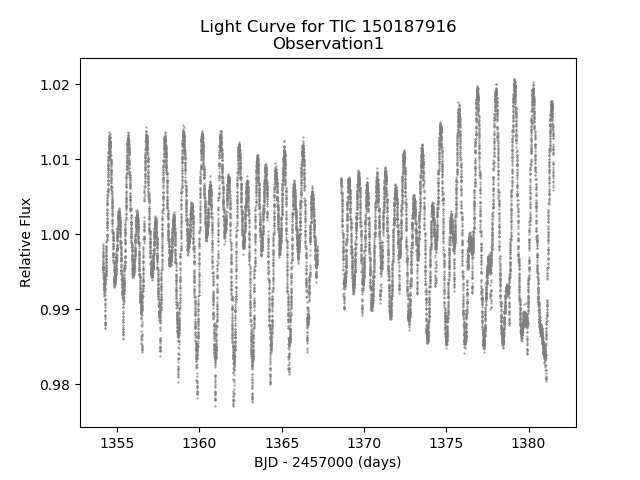 Light Curve for TIC 150187916
Observation1
1.02
1.01
1.00
0.99
0.98
Relative Flux
1355 1360 1365 1370 1375 1380
BJD - 2457000 (days)